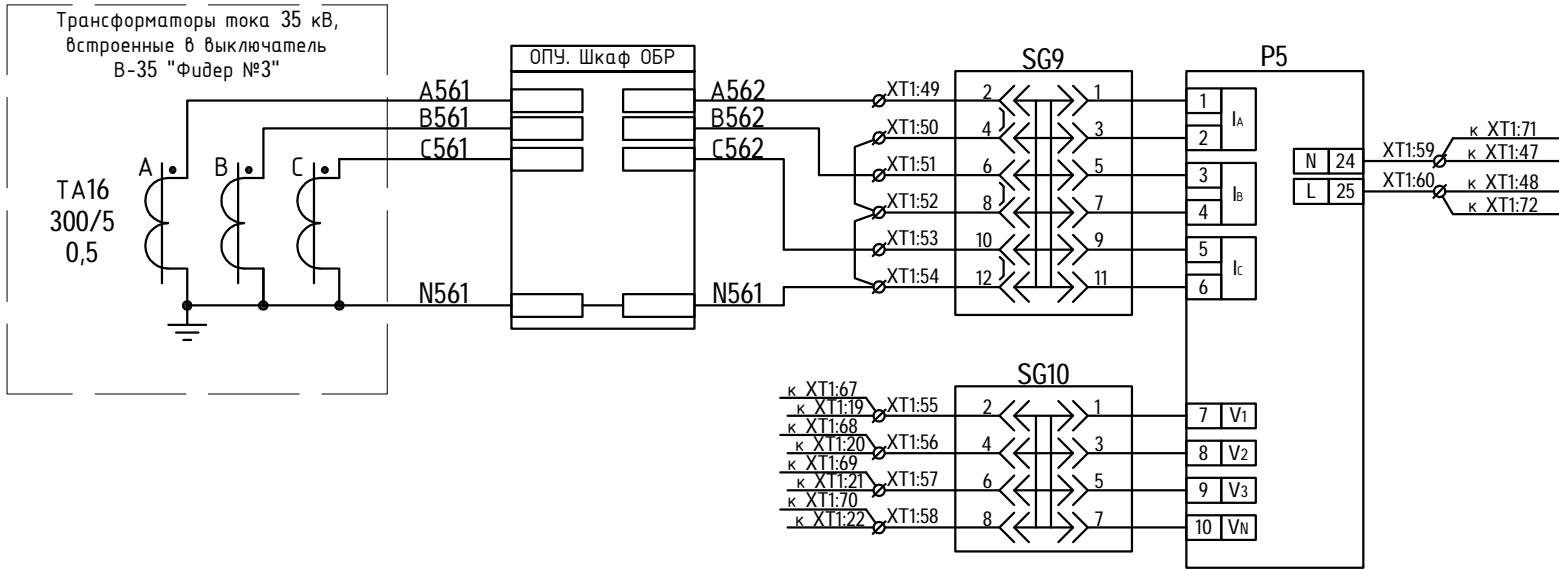 Трансформаторы тока 35 кВ,
встроенные в выключатель
В-35 "Фидер №3"
A
B
C
ТА16
300/5
0,5
A561
B561
C561
N561
ОПУ. Шкаф ОБР
A562
B562
C562
N561
XT1:49
XT1:50
XT1:51
XT1:52
XT1:53
XT1:54
SG9
2 1
4 3
6 5
8 7
10 9
12 11
P5
1
2
IA
3
4
IB
5
6
IC
N 24
L 25
XT1:59
XT1:60
к XT1:71
к XT1:47
к XT1:48
к XT1:72
к XT1:67
к XT1:19
к XT1:68
к XT1:20
к XT1:69
к XT1:21
к XT1:70
к XT1:22
XT1:55
XT1:56
XT1:57
XT1:58
SG10
2 1
4 3
6 5
8 7
7 V1
8 V2
9 V3
10 VN